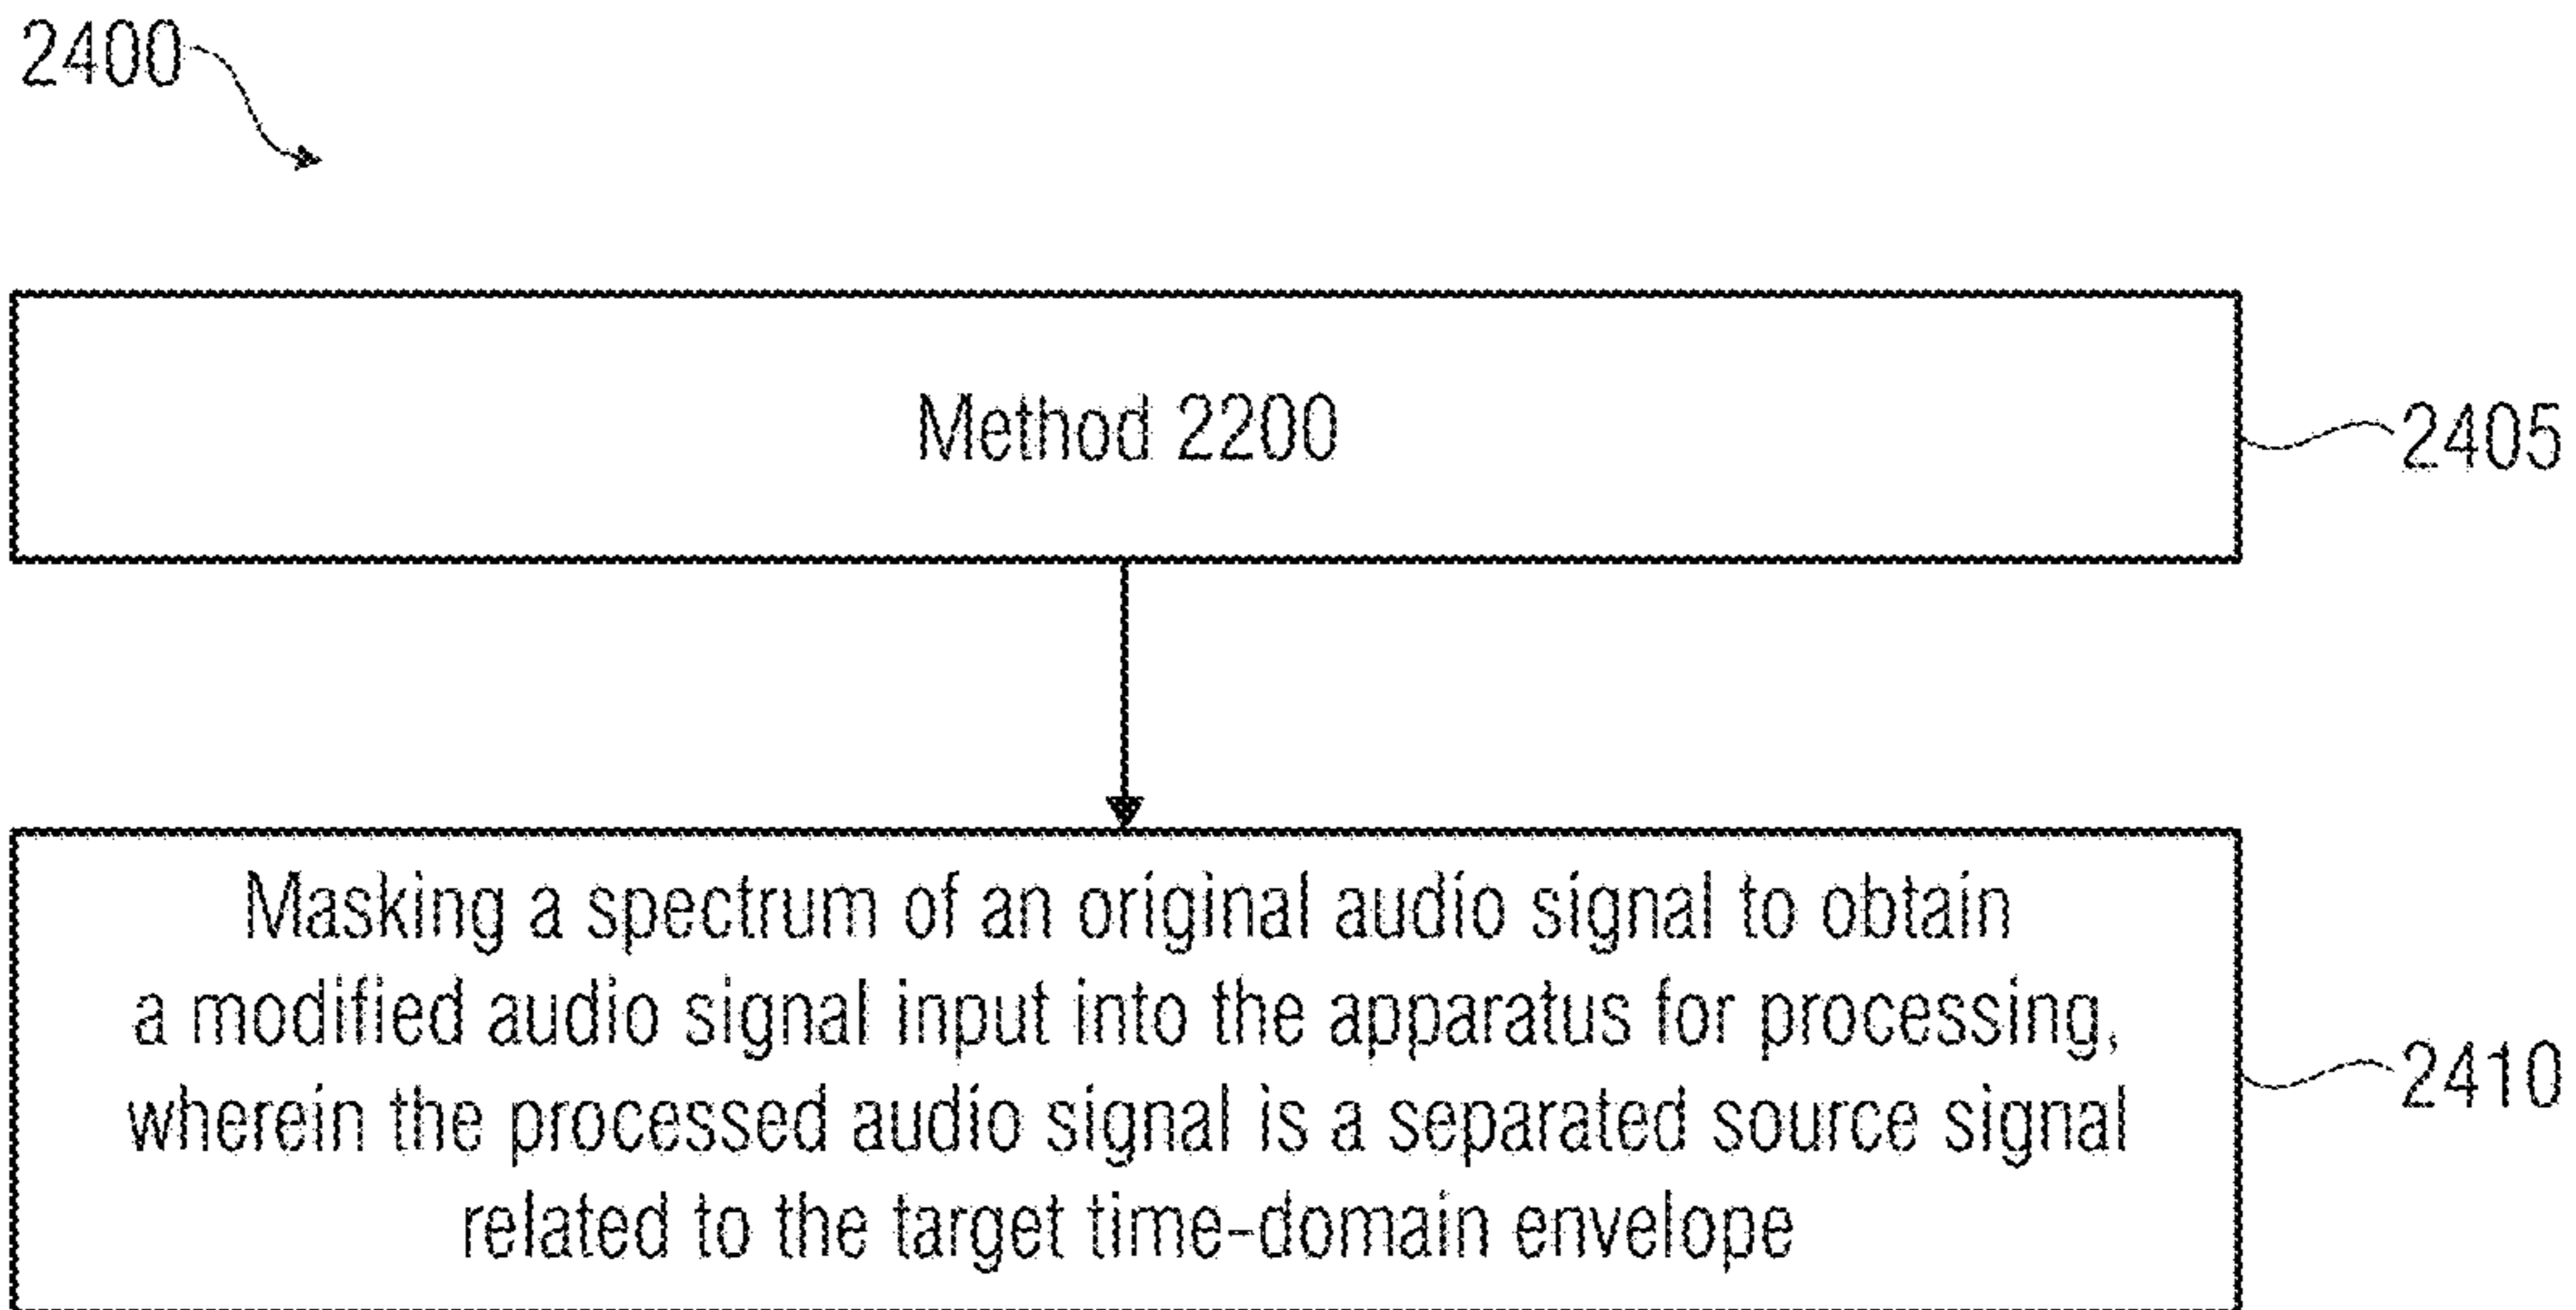 2400
Method 2200
2405
Masking a spectrum of an original audio signal to obtain
a modified audio signal input into the apparatus for processing,
wherein the processed audio signal is a separated source signal
related to the target time-domain envelope
2410